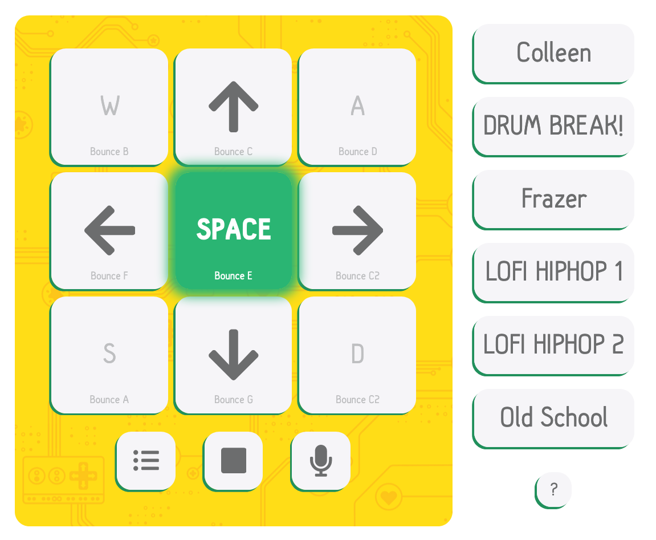 W
Bounce B
Bounce C
A
Bounce D
Bounce F
SPACE
Bounce E
Bounce C2
S
Bounce A
Bounce G
D
Bounce C2
Colleen
DRUM BREAK!
Frazer
LOFI HIPHOP 1
LOFI HIPHOP 2
Old School
?